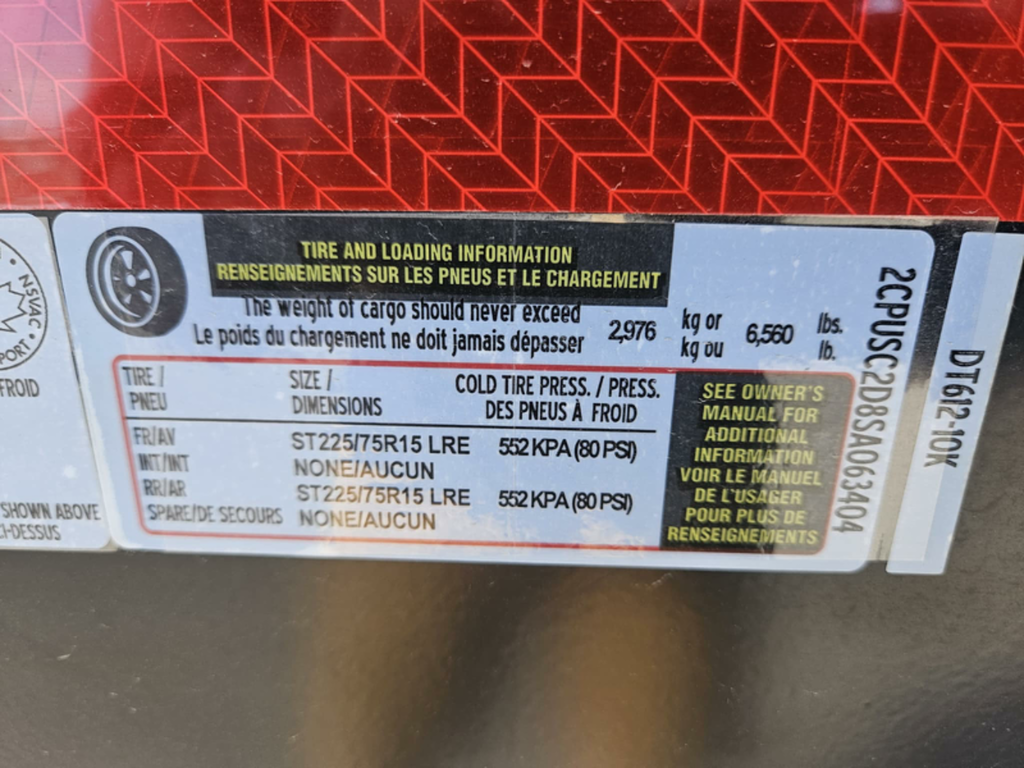 TIRE AND LOADING INFORMATION
RENSEIGNEMENTS SUR LES PNEUS ET LE CHARGEMENT
The weight of cargo should never exceed
Le poids du chargement ne doit jamais dépasser
2,976
kg or
kg ou
6,560
lbs.
lb.
TIRE / PNEU
SIZE / DIMENSIONS
COLD TIRE PRESS. / PRESS. DES PNEUS À FROID
FR/AV ST225/75R15 LRE 552 KPA (80 PSI)
INT/INT NONE/AUCUN
RR/AR ST225/75R15 LRE 552 KPA (80 PSI)
SPARE/DE SECOURS NONE/AUCUN
SEE OWNER'S
MANUAL FOR
ADDITIONAL
INFORMATION
VOIR LE MANUEL
DE L'USAGER
POUR PLUS DE
RENSEIGNEMENTS
2CPUSC2D8SA063404
DT612-10K
NSVAC
PORT
FROID
SHOWN ABOVE
CI-DESSUS